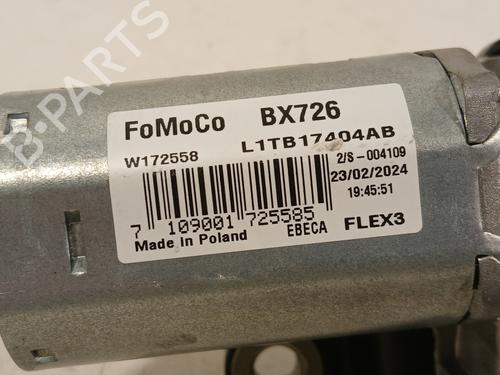 FoMoCo BX726
W172558 L1TB17404AB
2/S-004109
23/02/2024
19:45:51
7 109001 725585
Made In Poland EBECA FLEX3
B-PARTS